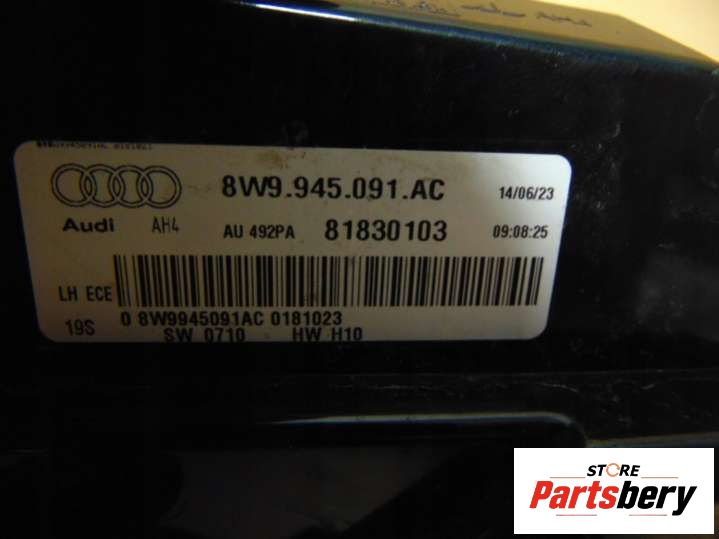 8W9.945.091.AC 14/06/23
Audi AH4 AU 492PA 81830103 09:08:25
LH ECE
19S 0 8W9945091AC 0181023
SW 0710 HW H10
STORE
Partsbery